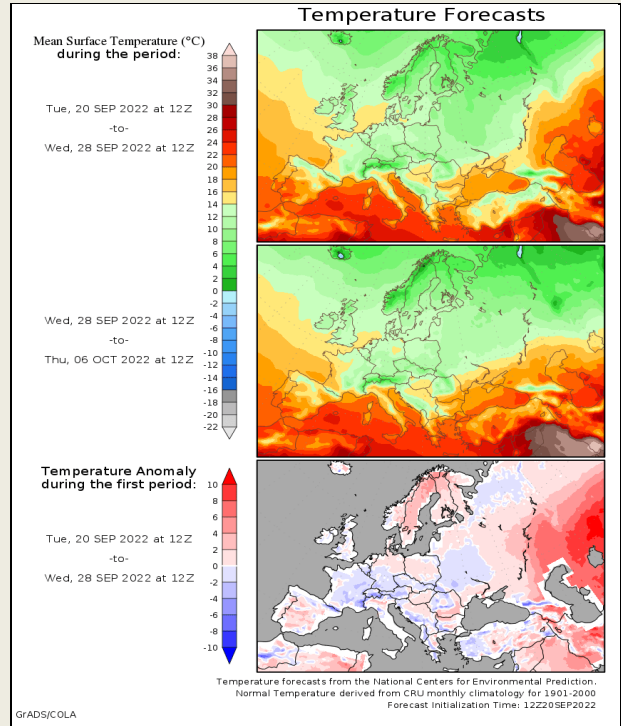 Temperature Forecasts
Mean Surface Temperature (°C)
during the period:
Tue, 20 SEP 2022 at 12Z
-to-
Wed, 28 SEP 2022 at 12Z
38
36
34
32
30
28
26
24
22
20
18
16
14
12
10
8
6
4
2
0
-2
-4
-6
-8
-10
-12
-14
-16
-18
-20
-22
Wed, 28 SEP 2022 at 12Z
-to-
Thu, 06 OCT 2022 at 12Z
Temperature Anomaly
during the first period:
Tue, 20 SEP 2022 at 12Z
-to-
Wed, 28 SEP 2022 at 12Z
10
8
6
4
2
0
-2
-4
-6
-8
-10
Temperature forecasts from the National Centers for Environmental Prediction.
Normal Temperature derived from CRU monthly climatology for 1901-2000
Forecast Initialization Time: 12Z20SEP2022
GrADS/COLA